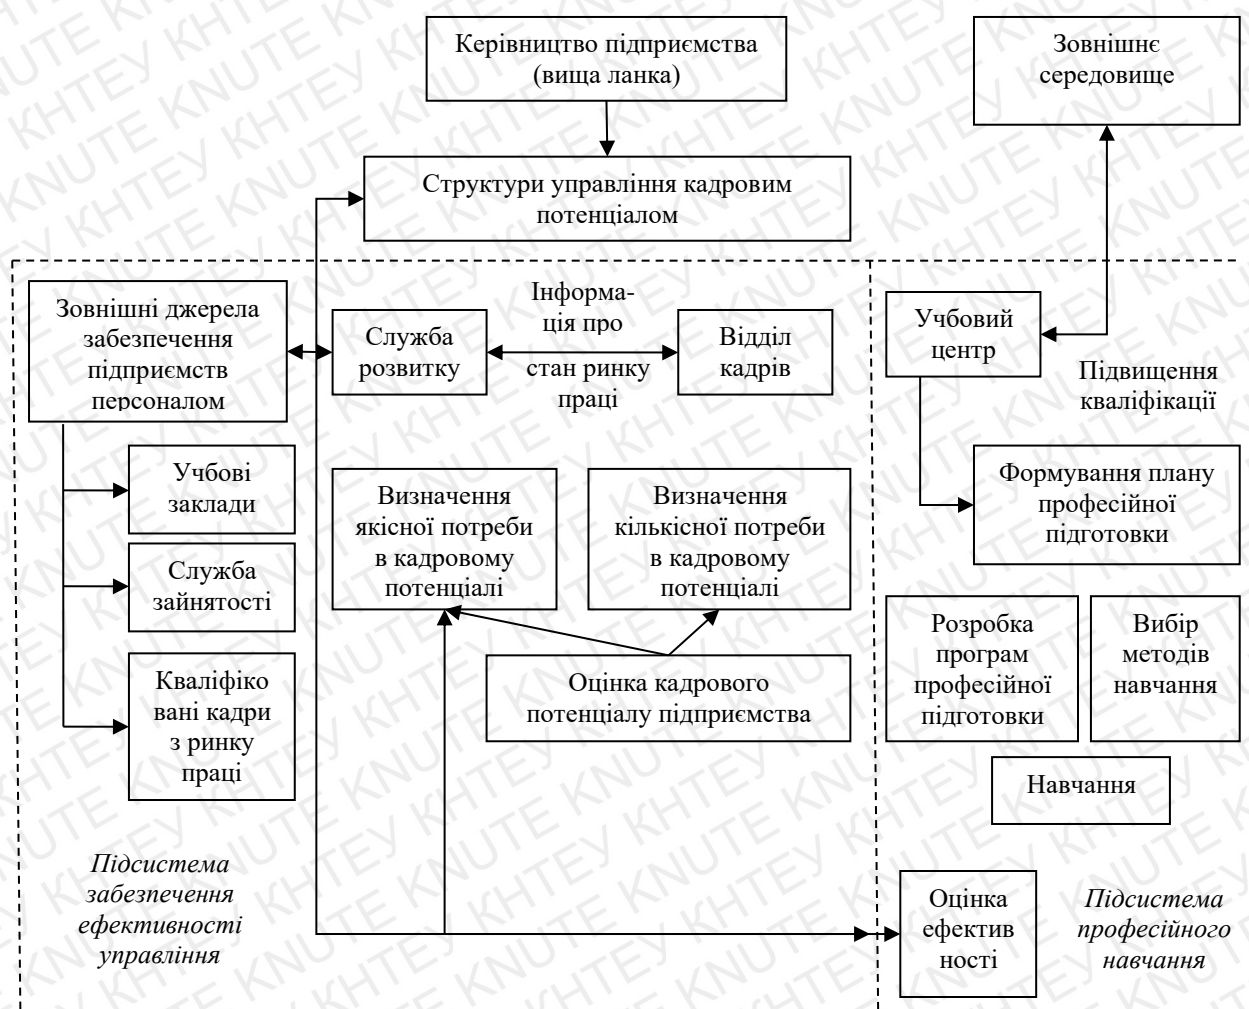 Керівництво підприємства
(вища ланка)
Зовнішнє
середовище
Структури управління кадровим
потенціалом
Зовнішні джерела
забезпечення
підприємств
персоналом
Служба
розвитку
Інформа-
ція про
стан ринку
праці
Відділ
кадрів
Учбовий
центр
Підвищення
кваліфікації
Учбові
заклади
Служба
зайнятості
Кваліфіко
вані кадри
з ринку
праці
Визначення
якісної потреби
в кадровому
потенціалі
Визначення
кількісної потреби
в кадровому
потенціалі
Оцінка кадрового
потенціалу підприємства
Формування плану
професійної
підготовки
Розробка
програм
професійної
підготовки
Вибір
методів
навчання
Навчання
Підсистема
забезпечення
ефективності
управління
Оцінка
ефектив
ності
Підсистема
професійного
навчання